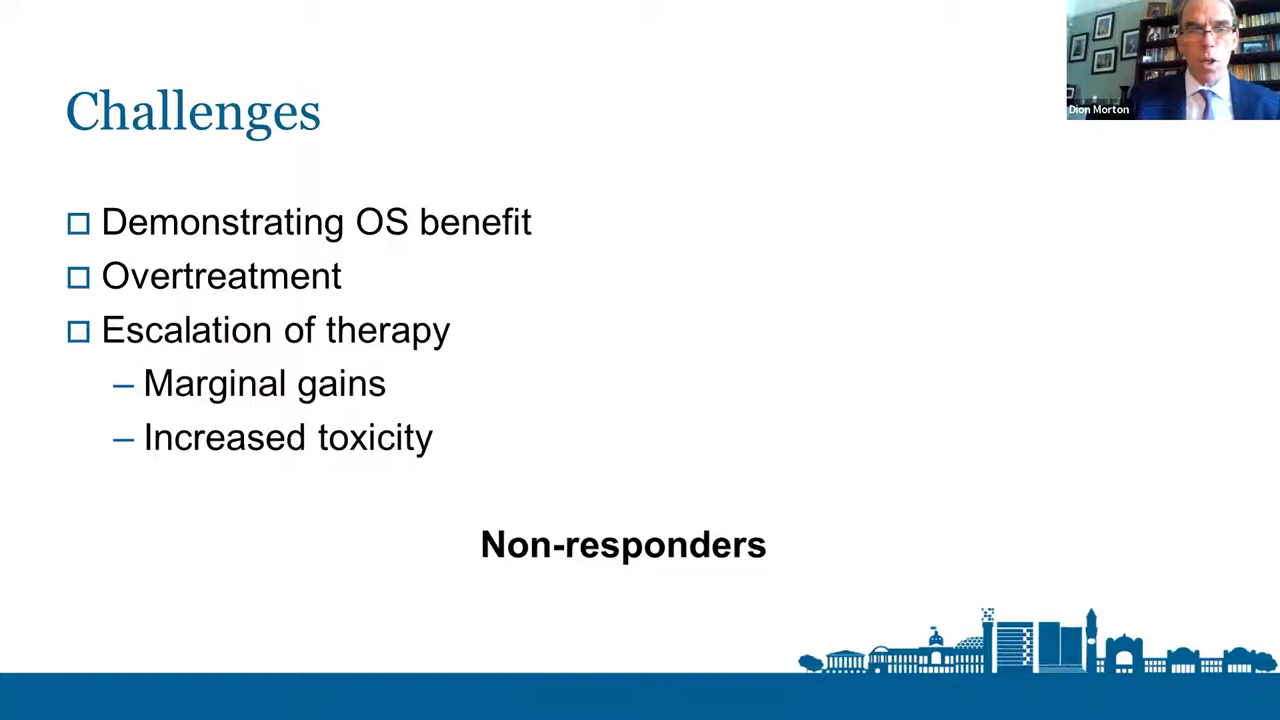 Challenges
Demonstrating OS benefit
Overtreatment
Escalation of therapy
– Marginal gains
– Increased toxicity
Non-responders
Dion Morton